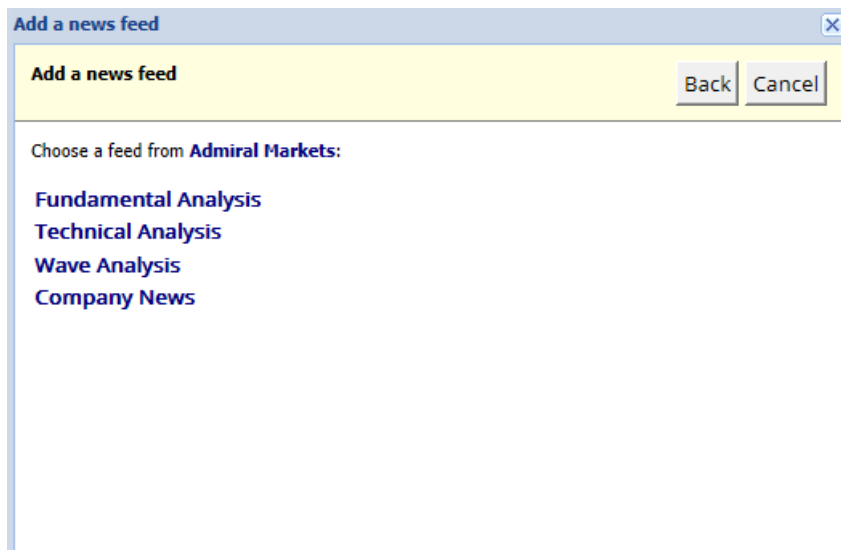 Add a news feed
Add a news feed
Back Cancel
Choose a feed from Admiral Markets:
Fundamental Analysis
Technical Analysis
Wave Analysis
Company News